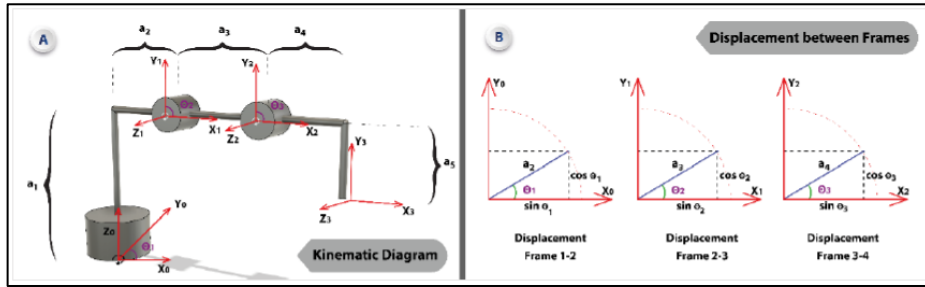 A
a2
a3
a4
Y1
Y2
Θ2
Θ3
Z1
X1
Z2
X2
a1
Y3
a5
Z0
Y0
Z3
X3
Θ1
X0
Kinematic Diagram
B
Displacement between Frames
Y0
Y1
Y2
a2
a3
a4
Θ1
cos Θ1
X0
Θ2
cos Θ2
X1
Θ3
cos Θ3
X2
sin Θ1
sin Θ2
sin Θ3
Displacement
Frame 1-2
Displacement
Frame 2-3
Displacement
Frame 3-4